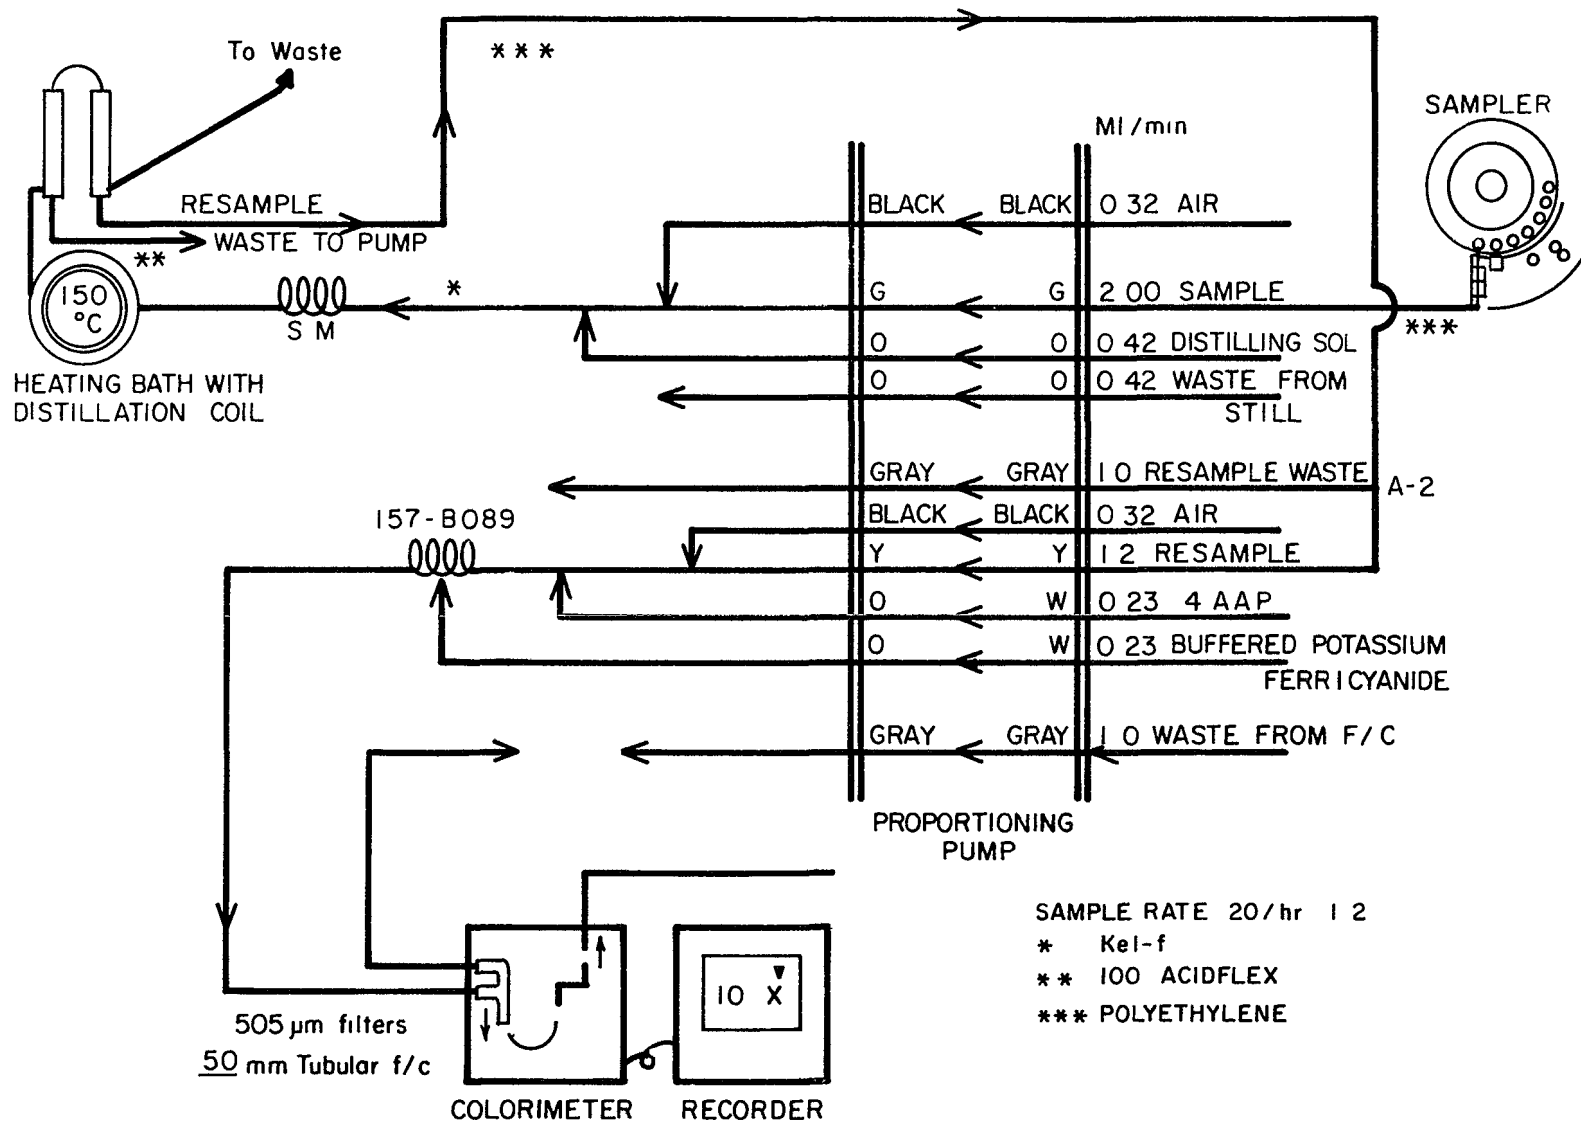 To Waste
***
SAMPLER
Ml/min
RESAMPLE
BLACK BLACK 0 32 AIR
WASTE TO PUMP
**
150
°C
*
S M
G G 2 00 SAMPLE
***
O O 0 42 DISTILLING SOL
HEATING BATH WITH
DISTILLATION COIL
O O 0 42 WASTE FROM
STILL
GRAY GRAY 1 0 RESAMPLE WASTE
A-2
157-B089
BLACK BLACK 0 32 AIR
Y Y 1 2 RESAMPLE
O W 0 23 4 AAP
O W 0 23 BUFFERED POTASSIUM
FERRICYANIDE
GRAY GRAY 1 0 WASTE FROM F/C
PROPORTIONING
PUMP
SAMPLE RATE 20/hr 1 2
* Kel-f
** 100 ACIDFLEX
*** POLYETHYLENE
10 X
505 µm filters
50 mm Tubular f/c
COLORIMETER
RECORDER